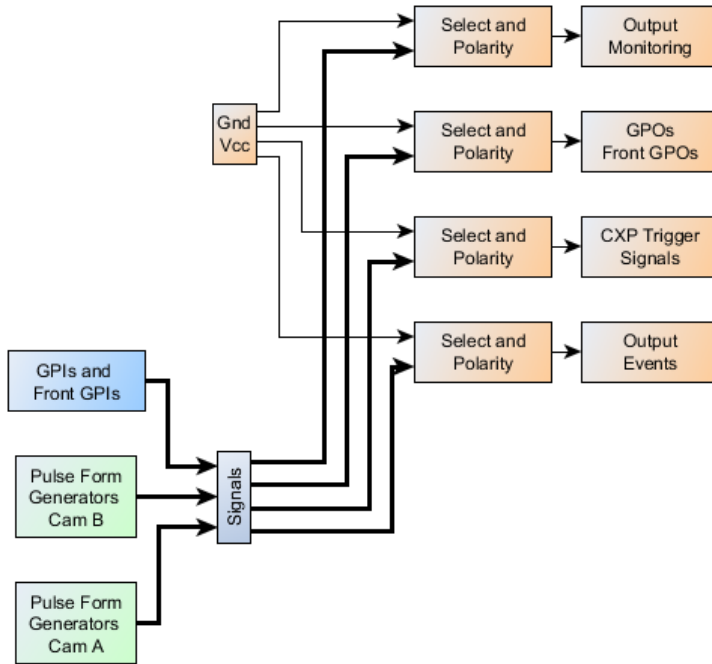 Select and
Polarity
Output
Monitoring
Gnd
Vcc
Select and
Polarity
GPOs
Front GPOs
Select and
Polarity
CXP Trigger
Signals
Select and
Polarity
Output
Events
GPIs and
Front GPIs
Signals
Pulse Form
Generators
Cam B
Pulse Form
Generators
Cam A